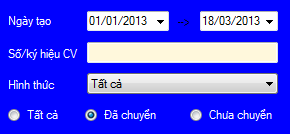 Ngày tạo 01/01/2013 --> 18/03/2013
Số/ký hiệu CV
Hình thức Tất cả
Tất cả Đã chuyển Chưa chuyển